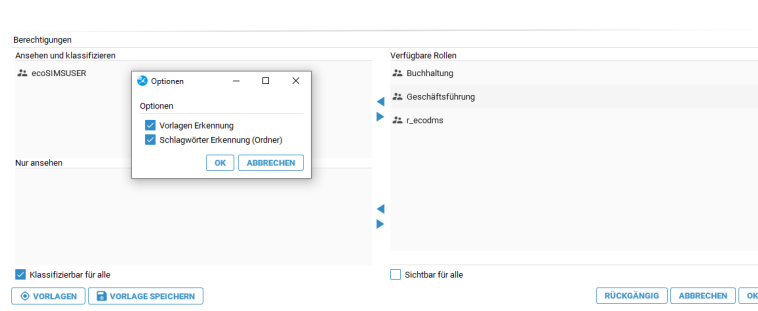 Berechtigungen
Ansehen und klassifizieren
Verfügbare Rollen
ecoSIMSUSER
Buchhaltung
Geschäftsführung
r_ecodms
Optionen
Optionen
Vorlagen Erkennung
Schlagwörter Erkennung (Ordner)
OK ABBRECHEN
Nur ansehen
Klassifizierbar für alle
Sichtbar für alle
VORLAGEN VORLAGE SPEICHERN
RÜCKGÄNGIG ABBRECHEN OK